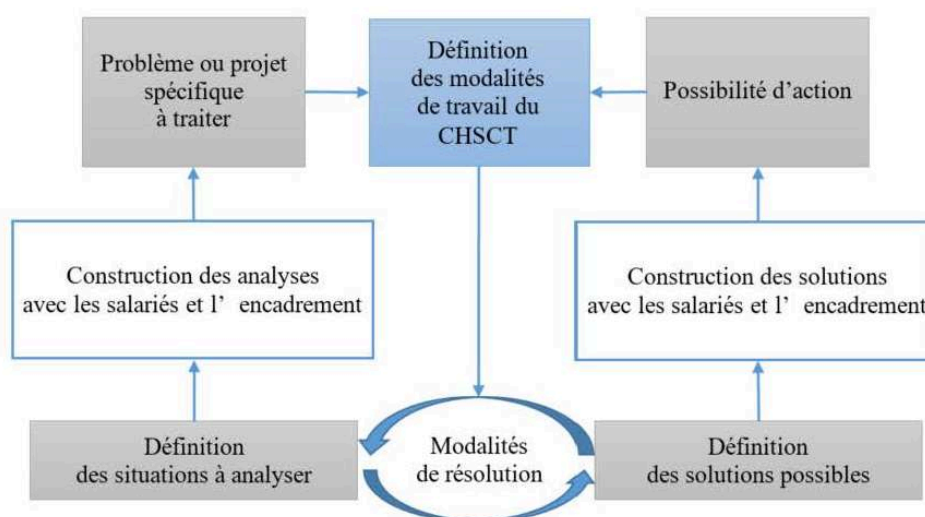 Problème ou projet
spécifique
à traiter
Définition
des modalités
de travail du
CHSCT
Possibilité d’action
Construction des analyses
avec les salariés et l’ encadrement
Construction des solutions
avec les salariés et l’ encadrement
Définition
des situations à analyser
Modalités
de résolution
Définition
des solutions possibles